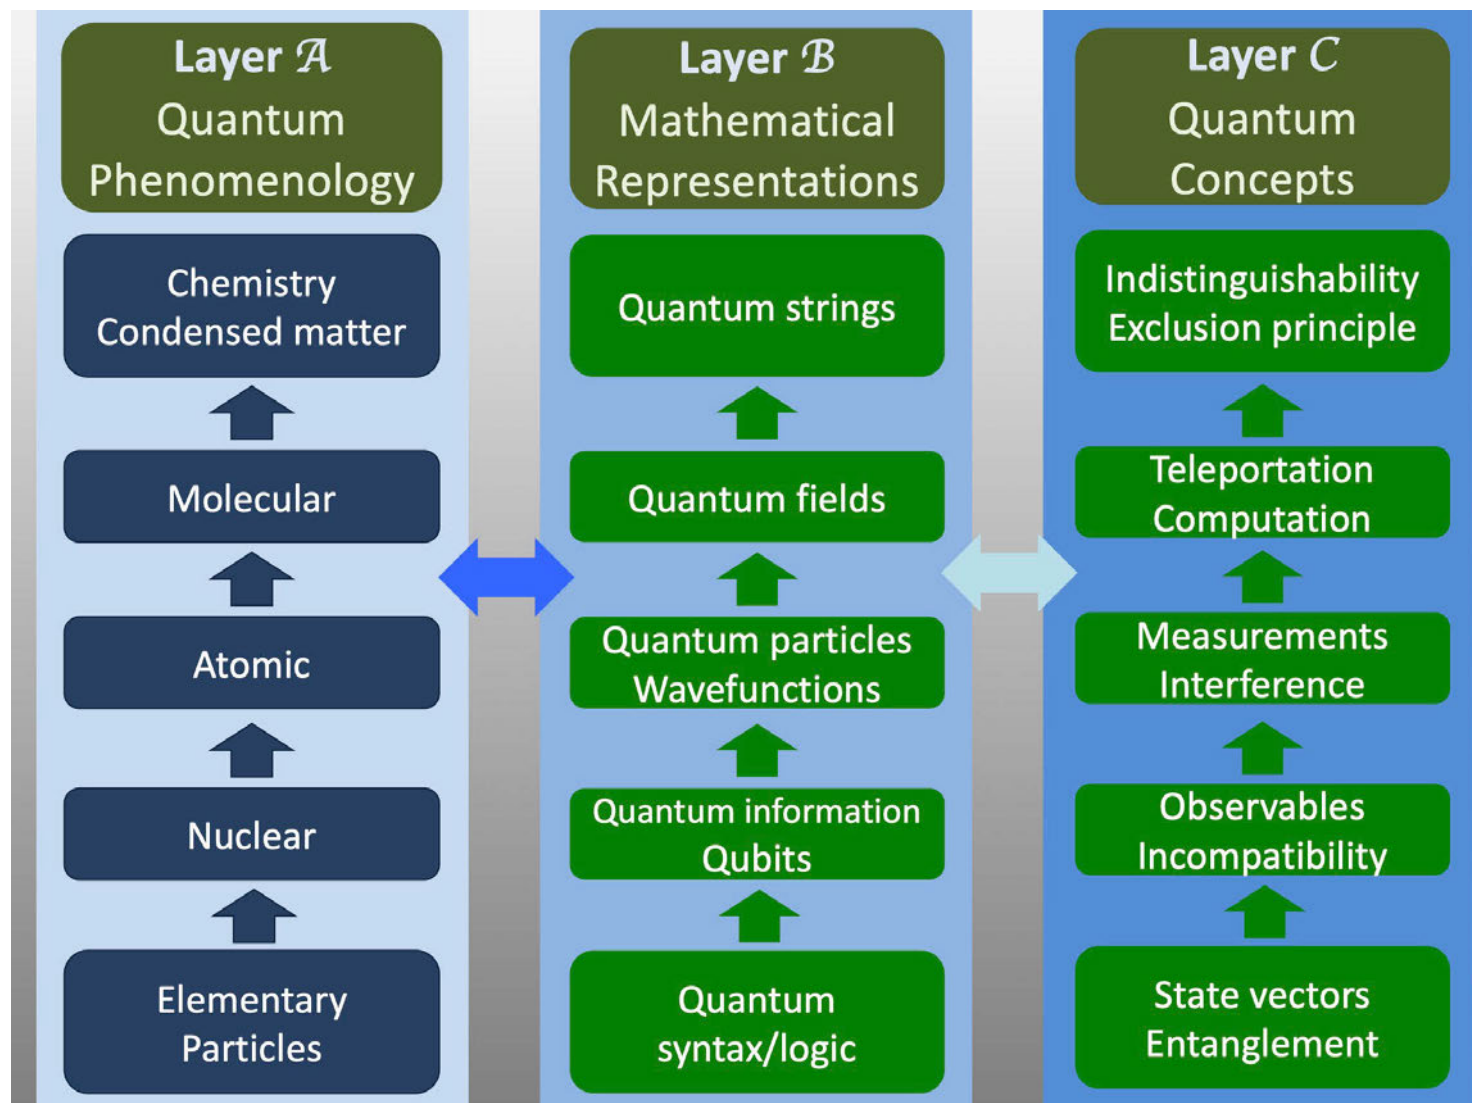 Layer 𝒜
Quantum
Phenomenology
Chemistry
Condensed matter
Molecular
Atomic
Nuclear
Elementary
Particles
Layer ℬ
Mathematical
Representations
Quantum strings
Quantum fields
Quantum particles
Wavefunctions
Quantum information
Qubits
Quantum
syntax/logic
Layer 𝒞
Quantum
Concepts
Indistinguishability
Exclusion principle
Teleportation
Computation
Measurements
Interference
Observables
Incompatibility
State vectors
Entanglement